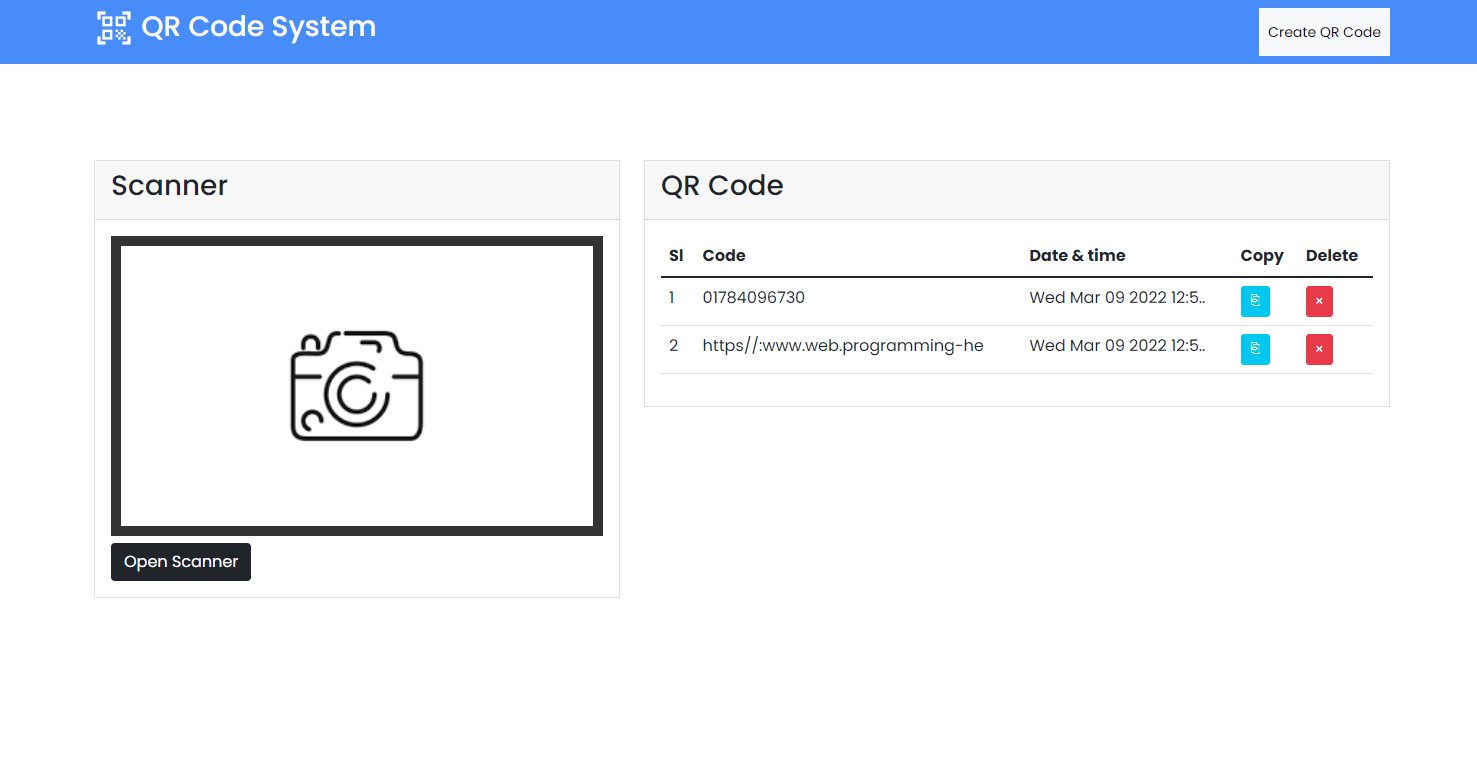 QR Code System
Create QR Code
Scanner
Open Scanner
QR Code
Sl Code Date & time Copy Delete
1 01784096730 Wed Mar 09 2022 12:5..
2 https//:www.web.programming-he Wed Mar 09 2022 12:5..